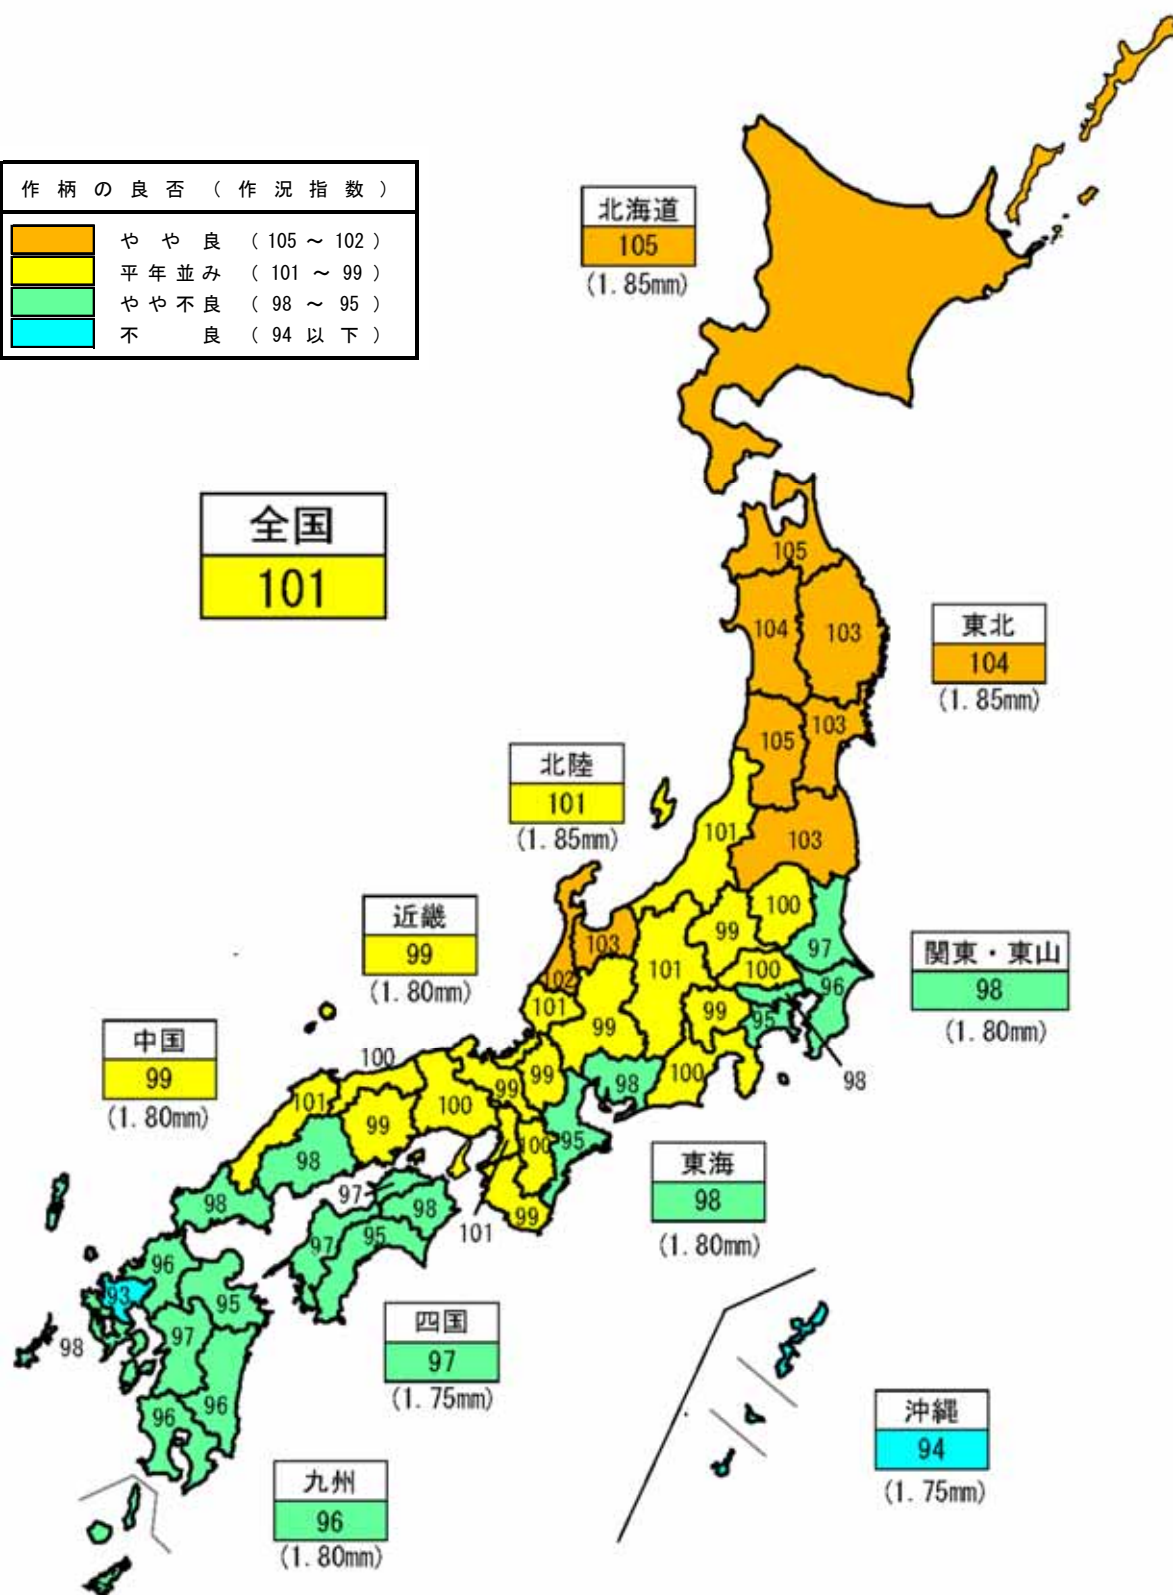 作柄の良否（作況指数）
やや良（105～102）
平年並み（101～99）
やや不良（98～95）
不良（94以下）
北海道
105
(1.85mm)
全国
101
105
104
103
東北
104
(1.85mm)
105
103
北陸
101
(1.85mm)
101
103
近畿
99
(1.80mm)
100
99
103
97
関東・東山
98
(1.80mm)
101
100
102
96
101
99
99
95
98
中国
99
(1.80mm)
100
99
99
98
100
101
100
99
98
100
95
東海
98
(1.80mm)
97
98
98
99
101
97
95
96
93
95
97
98
四国
97
(1.75mm)
96
96
沖縄
94
(1.75mm)
九州
96
(1.80mm)